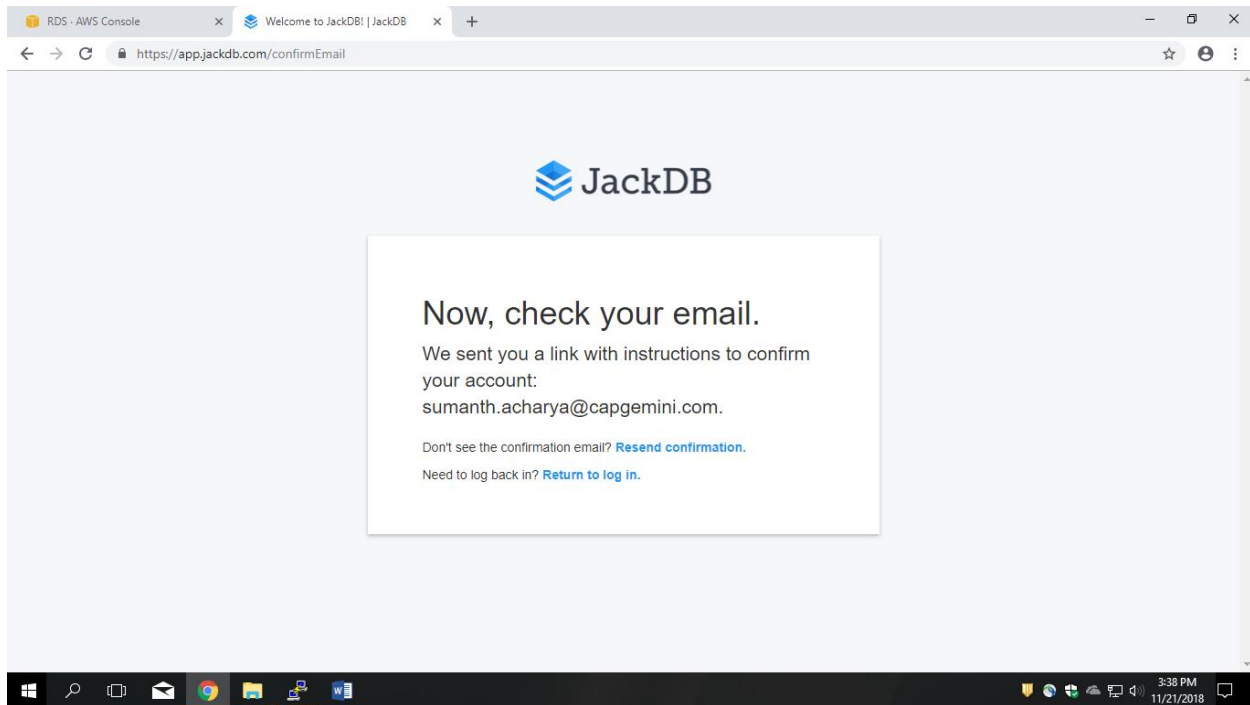 RDS · AWS Console
Welcome to JackDB! | JackDB
https://app.jackdb.com/confirmEmail
JackDB
Now, check your email.
We sent you a link with instructions to confirm
your account:
sumanth.acharya@capgemini.com.
Don't see the confirmation email? Resend confirmation.
Need to log back in? Return to log in.
3:38 PM
11/21/2018